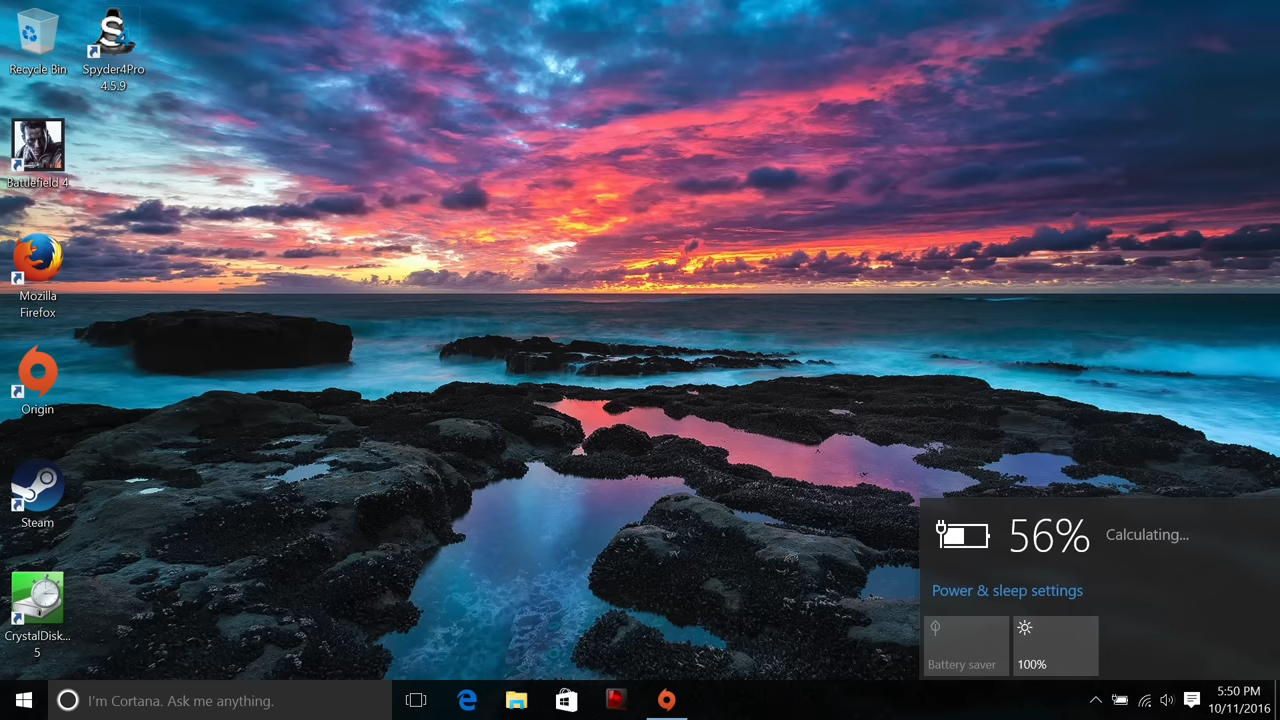 Recycle Bin
Spyder4Pro
4.5.9
Battlefield 4
Mozilla
Firefox
Origin
Steam
CrystalDisk...
5
56%
Calculating...
Power & sleep settings
Battery saver
100%
I'm Cortana. Ask me anything.
5:50 PM
10/11/2016